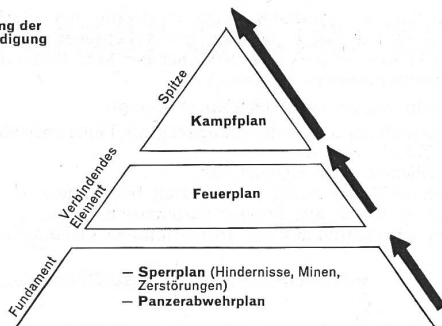 ng der
digung
Spitze
Kampfplan
Verbindendes
Element
Feuerplan
Fundament
— Sperrplan (Hindernisse, Minen,
Zerstörungen)
— Panzerabwehrplan